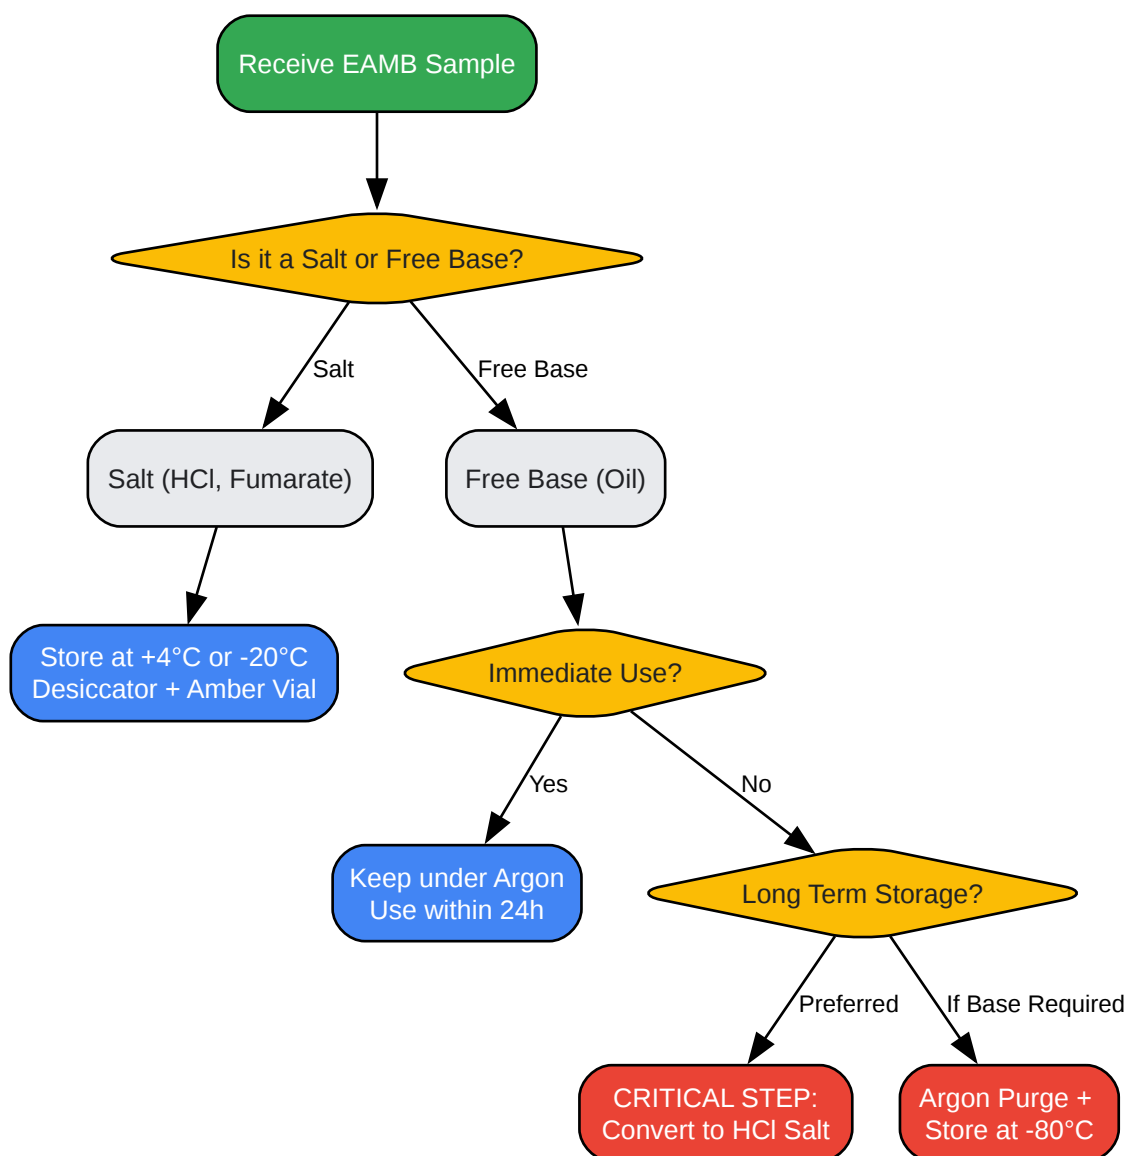 Receive EAMB Sample
Is it a Salt or Free Base?
Salt
Free Base
Salt (HCl, Fumarate)
Free Base (Oil)
Store at +4°C or -20°C
Desiccator + Amber Vial
Immediate Use?
Yes
No
Keep under Argon
Use within 24h
Long Term Storage?
Preferred
If Base Required
CRITICAL STEP:
Convert to HCl Salt
Argon Purge +
Store at -80°C